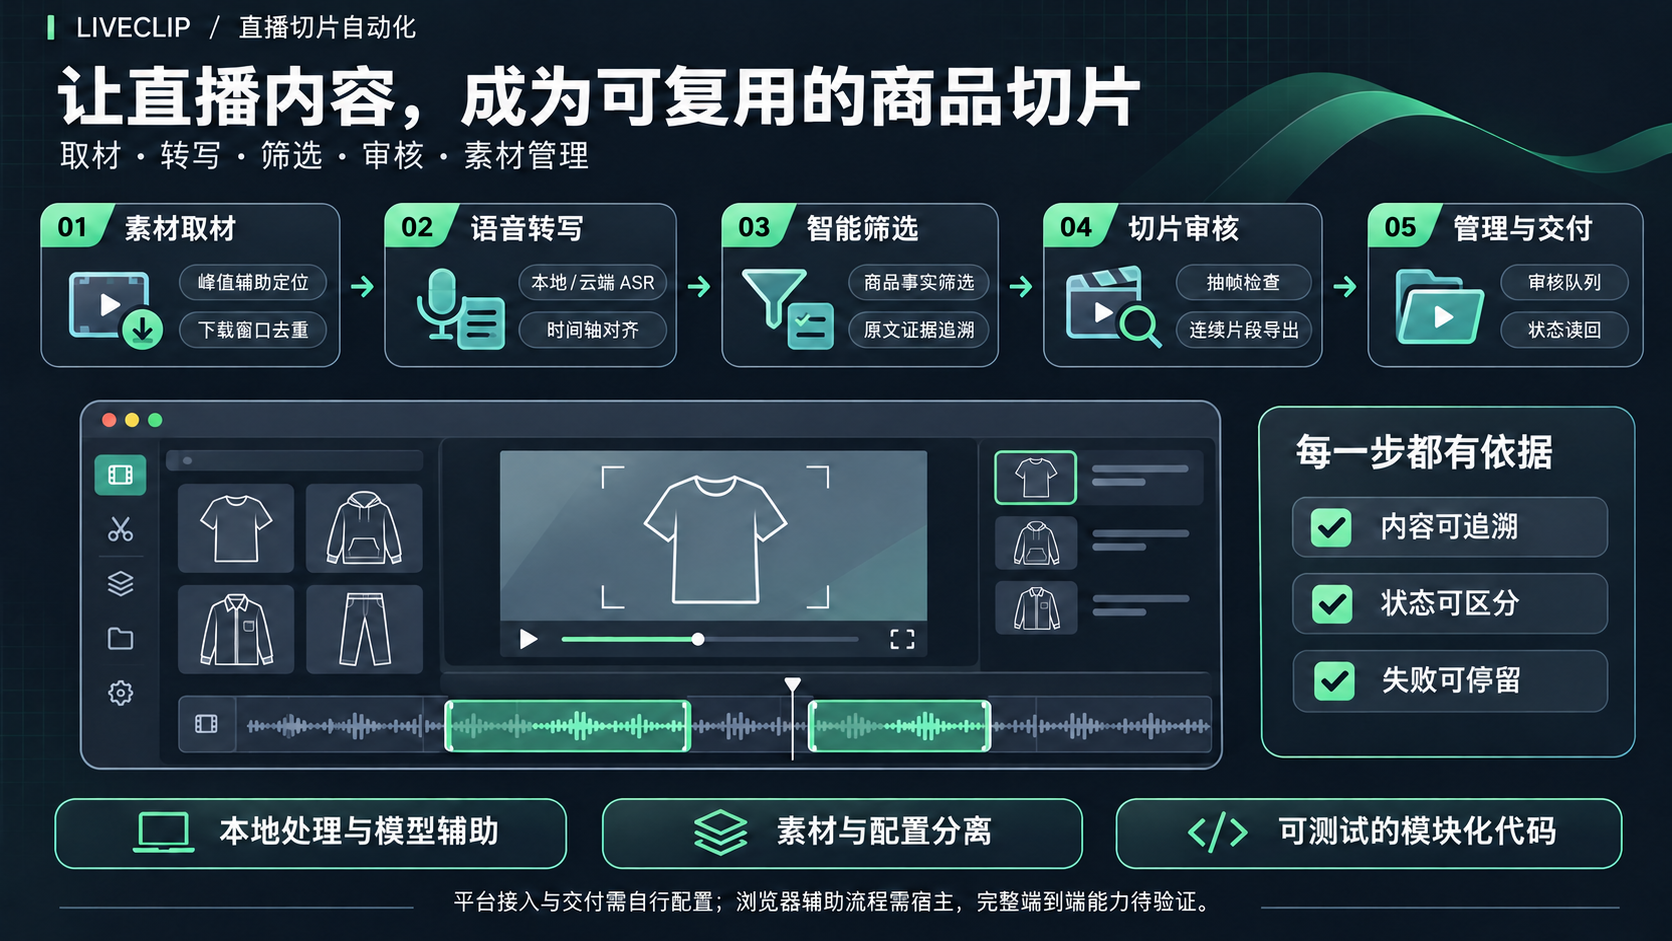 LIVECLIP / 直播切片自动化
让直播内容，成为可复用的商品切片
取材 · 转写 · 筛选 · 审核 · 素材管理
01 素材取材
峰值辅助定位
下载窗口去重
02 语音转写
本地/云端 ASR
时间轴对齐
03 智能筛选
商品事实筛选
原文证据追溯
04 切片审核
抽帧检查
连续片段导出
05 管理与交付
审核队列
状态读回
每一步都有依据
内容可追溯
状态可区分
失败可停留
本地处理与模型辅助
素材与配置分离
可测试的模块化代码
平台接入与交付需自行配置；浏览器辅助流程需宿主，完整端到端能力待验证。